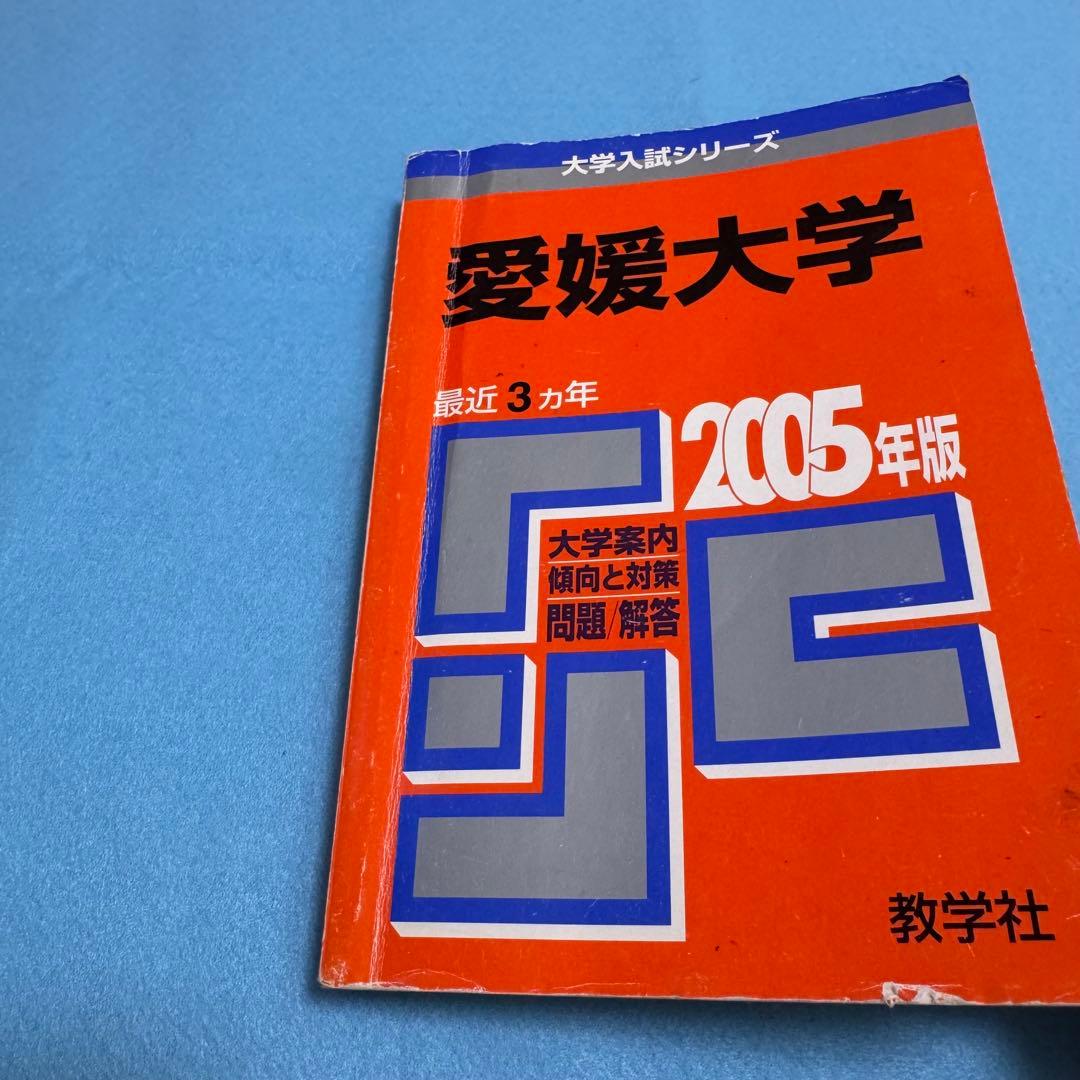 大学入試シリーズ
愛媛大学
最近3ヵ年
2005年版
大学案内
傾向と対策
問題/解答
教学社